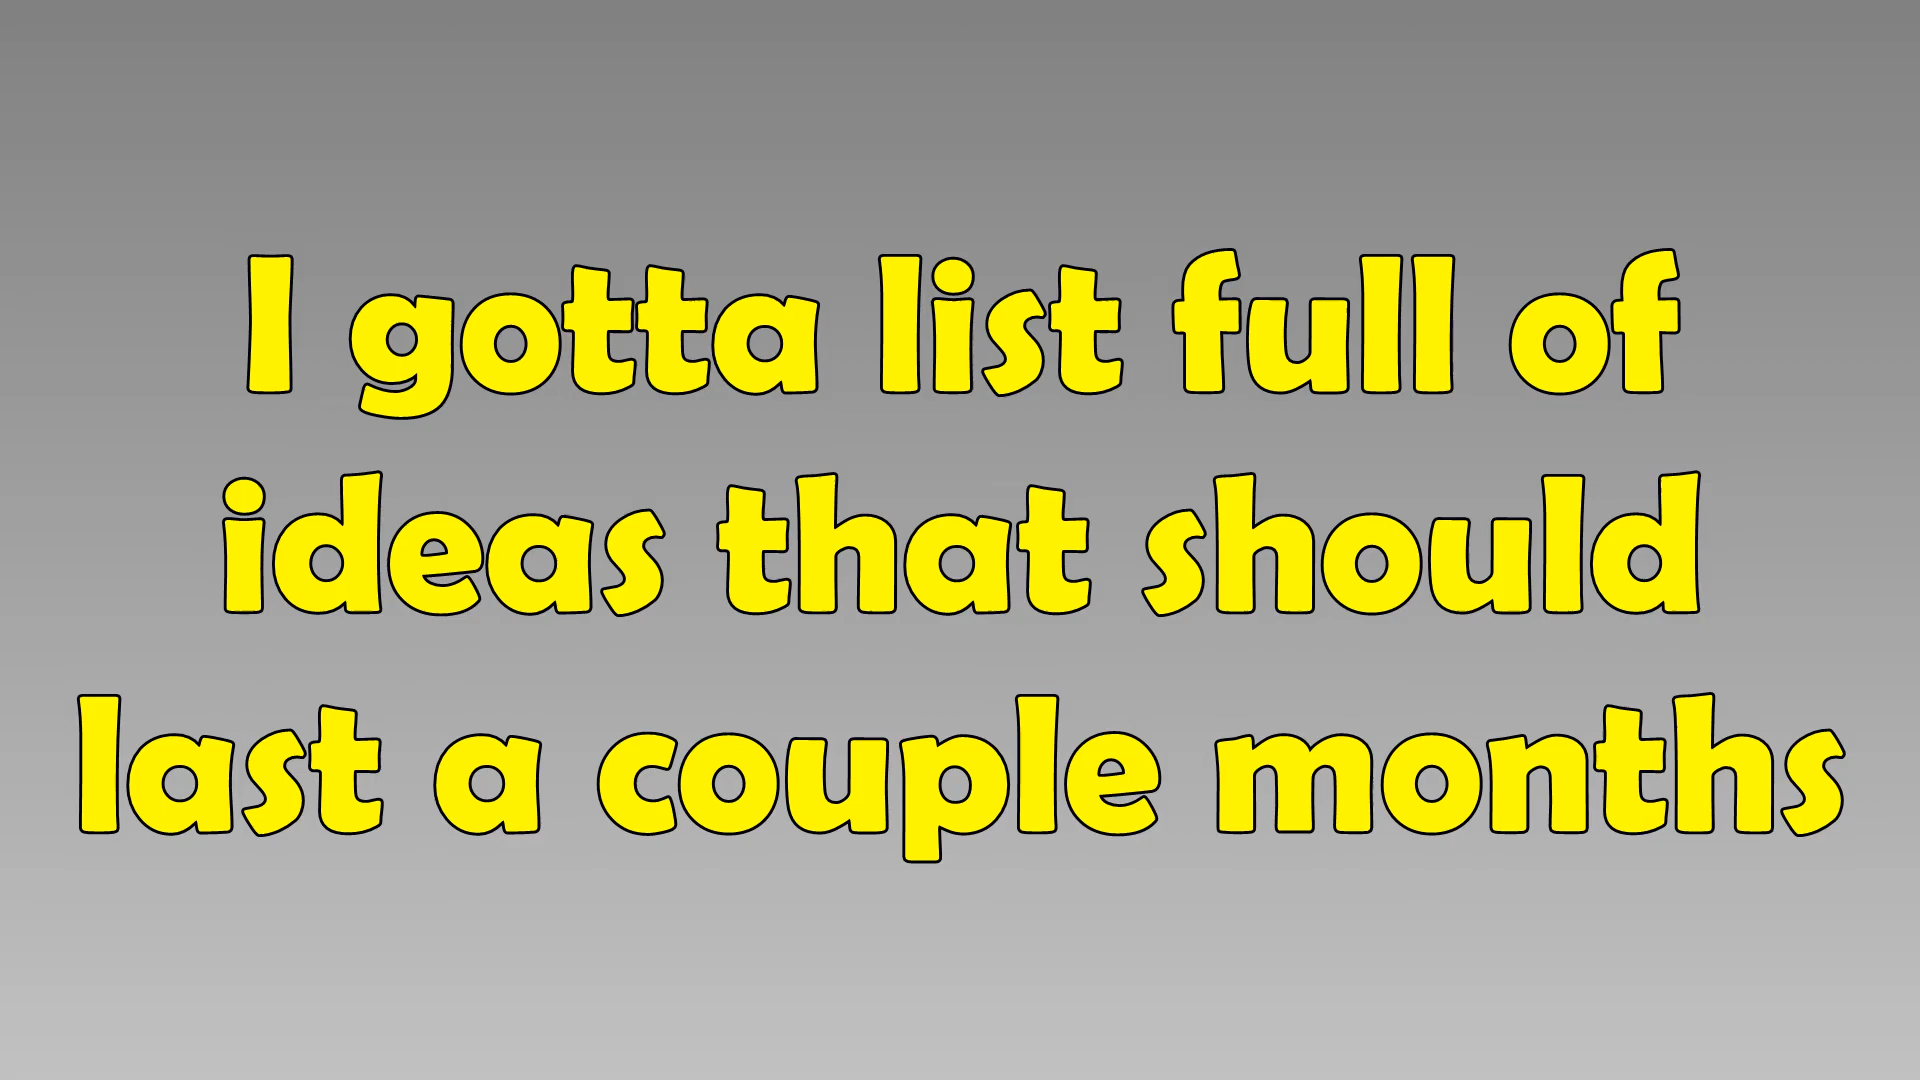 I gotta list full of
ideas that should
last a couple months